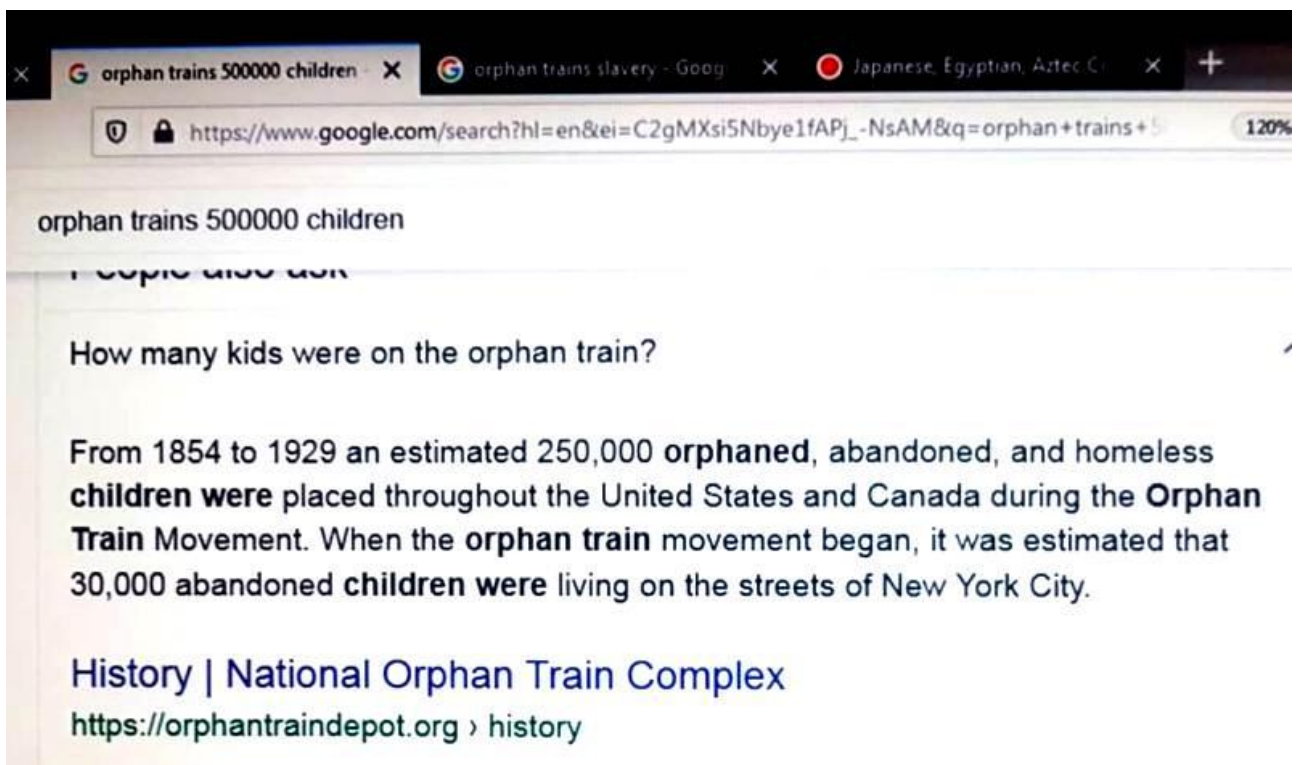 orphan trains 500000 children - orphan trains slavery - Goog Japanese, Egyptian, Aztec C
https://www.google.com/search?hl=en&ei=C2gMXsi5Nbye1fAPj_-NsAM&q=orphan+trains+5 120%
orphan trains 500000 children
People also ask
How many kids were on the orphan train?
From 1854 to 1929 an estimated 250,000 orphaned, abandoned, and homeless
children were placed throughout the United States and Canada during the Orphan
Train Movement. When the orphan train movement began, it was estimated that
30,000 abandoned children were living on the streets of New York City.
History | National Orphan Train Complex
https://orphantraindepot.org › history